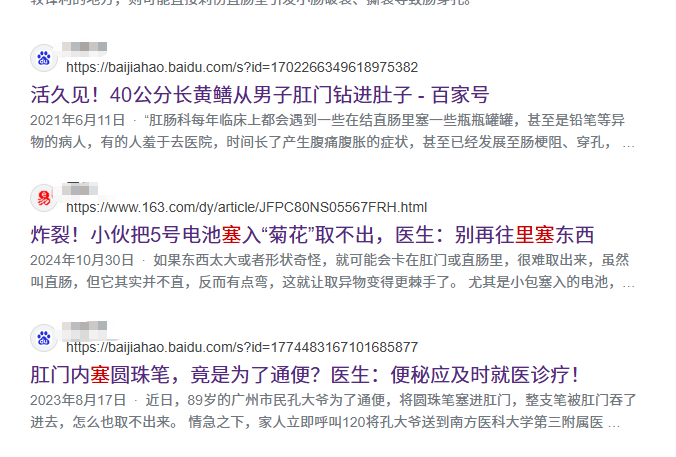 https://baijiahao.baidu.com/s?id=1702266349618975382
活久见！40公分长黄鳝从男子肛门钻进肚子 - 百家号
2021年6月11日 · “肛肠科每年临床上都会遇到一些在结直肠里塞一些瓶瓶罐罐，甚至是铅笔等异
物的病人，有的人羞于去医院，时间长了产生腹痛腹胀的症状，甚至已经发展至肠梗阻、穿孔， …
https://www.163.com/dy/article/JFPC80NS05567FRH.html
炸裂！小伙把5号电池塞入“菊花”取不出，医生：别再往里塞东西
2024年10月30日 · 如果东西太大或者形状奇怪，就可能会卡在肛门或直肠里，很难取出来，虽然
叫直肠，但它其实并不直，反而有点弯，这就让取异物变得更棘手了。 尤其是小包塞入的电池，…
https://baijiahao.baidu.com/s?id=1774483167101685877
肛门内塞圆珠笔，竟是为了通便？医生：便秘应及时就医诊疗！
2023年8月17日 · 近日，89岁的广州市民孔大爷为了通便，将圆珠笔塞进肛门，整支笔被肛门吞了
进去，怎么也取不出来。 情急之下，家人立即呼叫120将孔大爷送到南方医科大学第三附属医 …